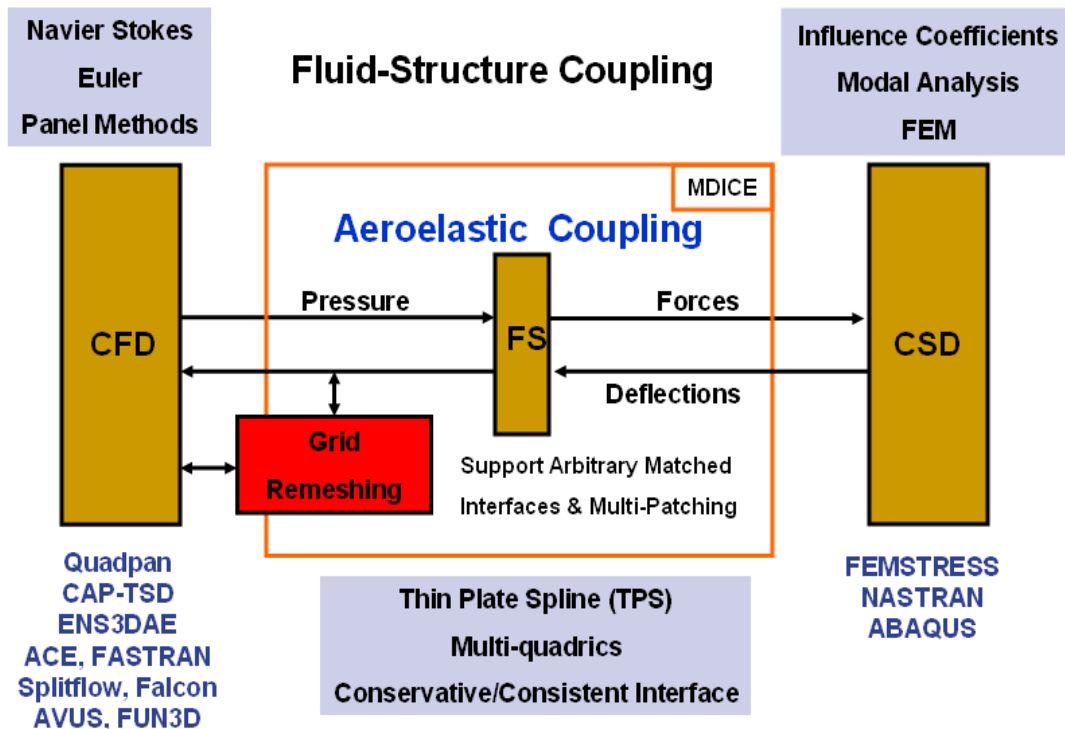 Navier Stokes
Euler
Panel Methods
Fluid-Structure Coupling
Influence Coefficients
Modal Analysis
FEM
MDICE
Aeroelastic Coupling
Pressure
Forces
CFD
FS
CSD
Deflections
Grid
Remeshing
Support Arbitrary Matched
Interfaces & Multi-Patching
Quadpan
CAP-TSD
ENS3DAE
ACE, FASTRAN
Splitflow, Falcon
AVUS, FUN3D
Thin Plate Spline (TPS)
Multi-quadrics
Conservative/Consistent Interface
FEMSTRESS
NASTRAN
ABAQUS